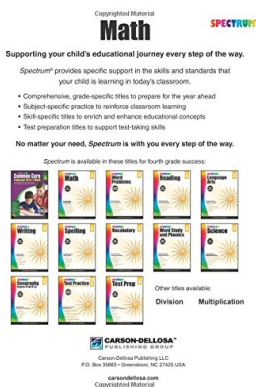 Copyrighted Material
Math
SPECTRUM
Supporting your child's educational journey every step of the way.
Spectrum® provides specific support in the skills and standards that
your child is learning in today's classroom.
• Comprehensive, grade-specific titles to prepare for the year ahead
• Subject-specific practice to reinforce classroom learning
• Skill-specific titles to enrich and enhance educational concepts
• Test preparation titles to support test-taking skills
No matter your need, Spectrum is with you every step of the way.
Spectrum is available in these titles for fourth grade success:
Common Core
Math
Word
Problems
Reading
Language
Arts
Writing
Spelling
Vocabulary
Word Study
and Phonics
Science
Geography
Test Practice
Test Prep
Other titles available:
Division Multiplication
CARSON-DELLOSA™
PUBLISHING GROUP
Carson-Dellosa Publishing LLC
P.O. Box 35665 • Greensboro, NC 27425 USA
carsondellosa.com
Copyrighted Material